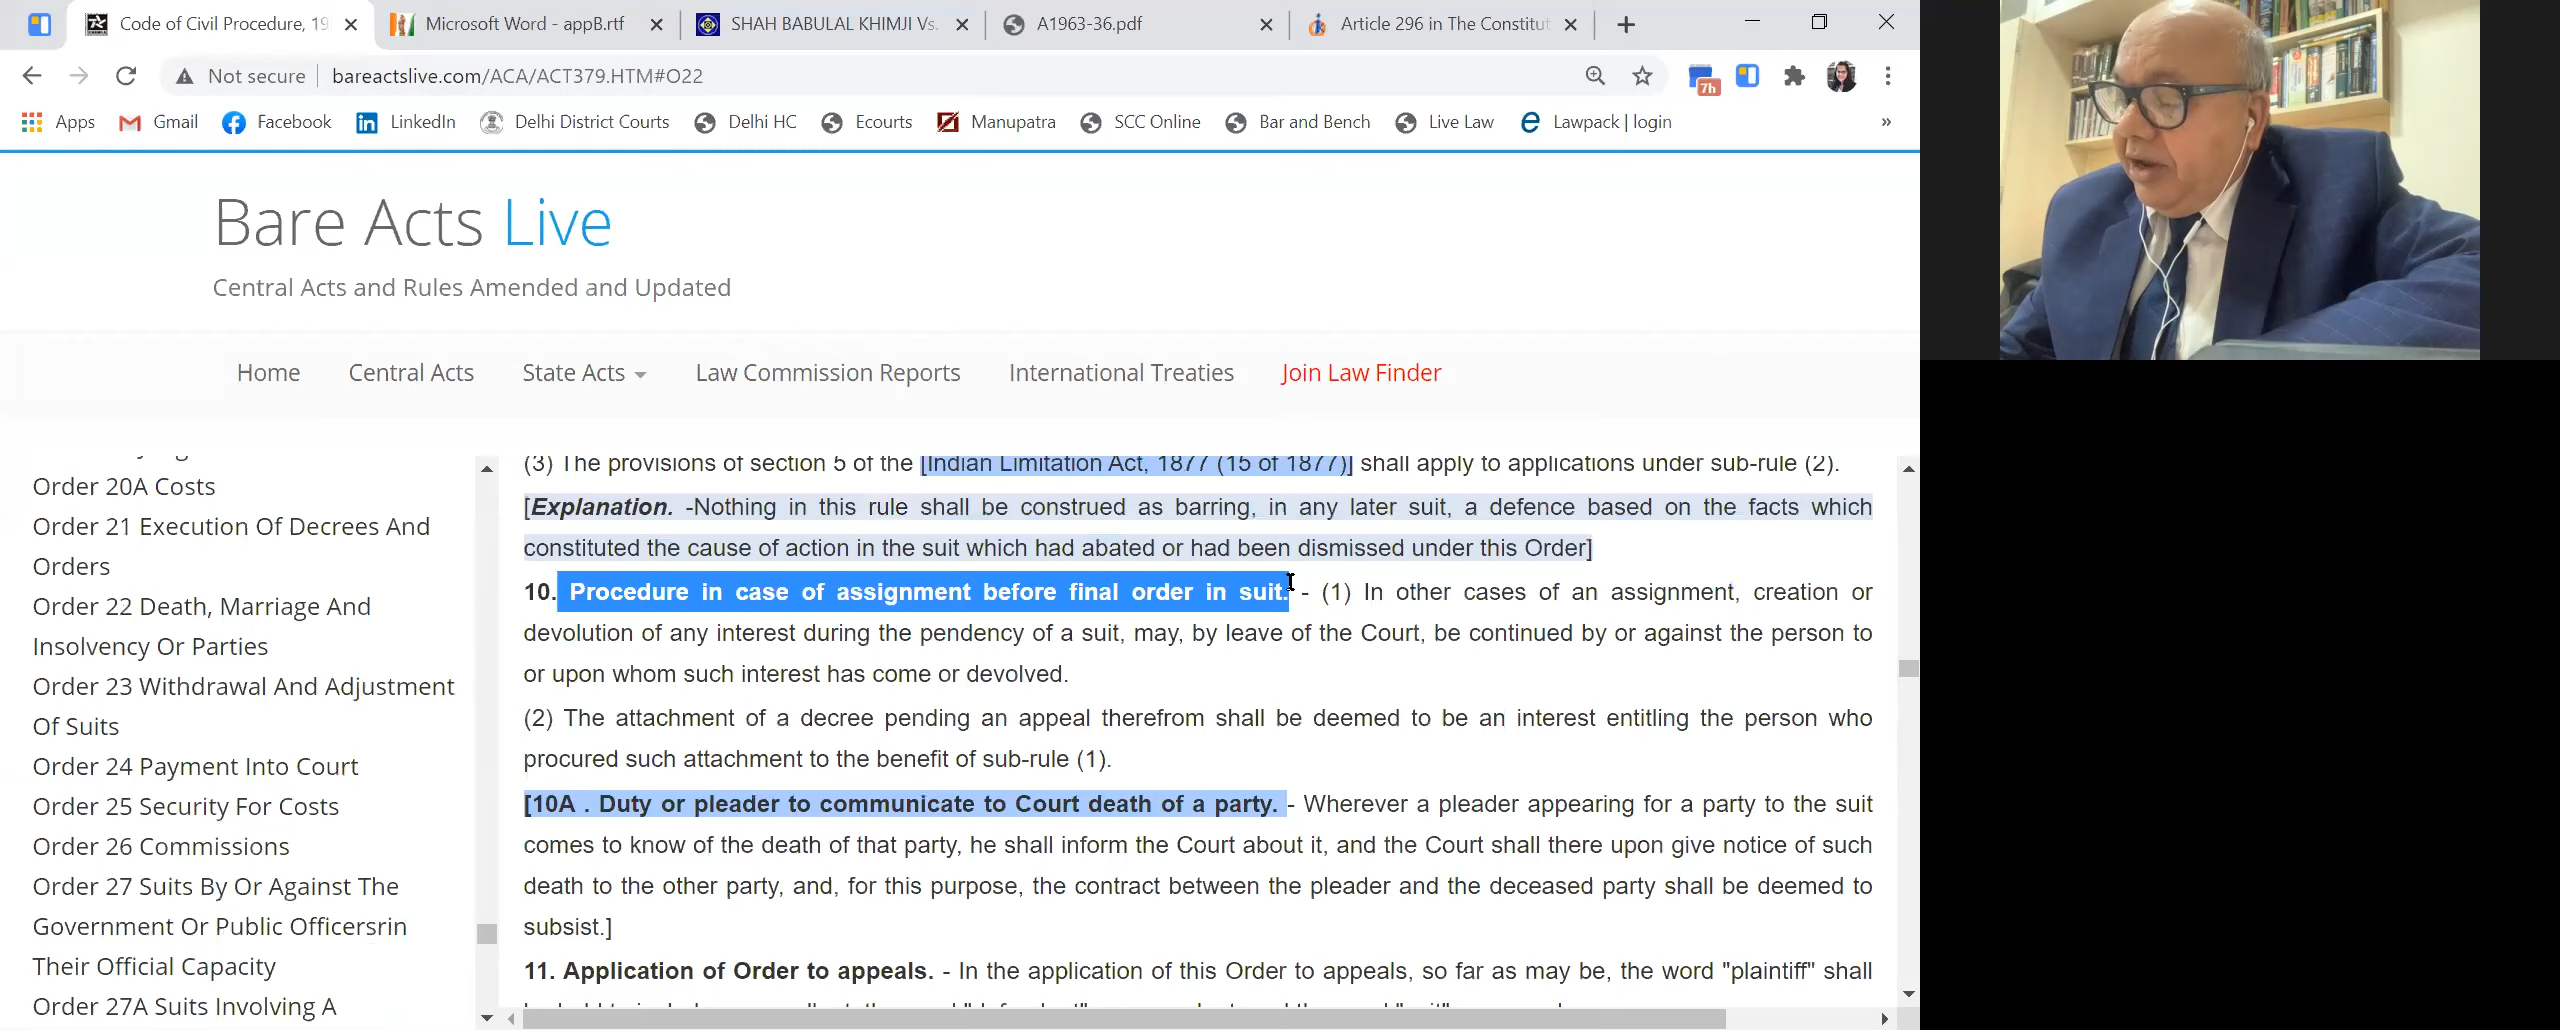 Code of Civil Procedure, 19
Microsoft Word - appB.rtf
SHAH BABULAL KHIMJI Vs.
A1963-36.pdf
Article 296 in The Constitut
Not secure
bareactslive.com/ACA/ACT379.HTM#O22
7h
Apps
Gmail
Facebook
LinkedIn
Delhi District Courts
Delhi HC
Ecourts
Manupatra
SCC Online
Bar and Bench
Live Law
Lawpack | login
»
Bare Acts Live
Central Acts and Rules Amended and Updated
Home
Central Acts
State Acts
Law Commission Reports
International Treaties
Join Law Finder
Order 20A Costs
Order 21 Execution Of Decrees And
Orders
Order 22 Death, Marriage And
Insolvency Or Parties
Order 23 Withdrawal And Adjustment
Of Suits
Order 24 Payment Into Court
Order 25 Security For Costs
Order 26 Commissions
Order 27 Suits By Or Against The
Government Or Public Officersrin
Their Official Capacity
Order 27A Suits Involving A
(3) The provisions of section 5 of the [Indian Limitation Act, 1877 (15 of 1877)] shall apply to applications under sub-rule (2).
[Explanation. -Nothing in this rule shall be construed as barring, in any later suit, a defence based on the facts which
constituted the cause of action in the suit which had abated or had been dismissed under this Order]
10. Procedure in case of assignment before final order in suit. - (1) In other cases of an assignment, creation or
devolution of any interest during the pendency of a suit, may, by leave of the Court, be continued by or against the person to
or upon whom such interest has come or devolved.
(2) The attachment of a decree pending an appeal therefrom shall be deemed to be an interest entitling the person who
procured such attachment to the benefit of sub-rule (1).
[10A . Duty or pleader to communicate to Court death of a party. - Wherever a pleader appearing for a party to the suit
comes to know of the death of that party, he shall inform the Court about it, and the Court shall there upon give notice of such
death to the other party, and, for this purpose, the contract between the pleader and the deceased party shall be deemed to
subsist.]
11. Application of Order to appeals. - In the application of this Order to appeals, so far as may be, the word "plaintiff" shall